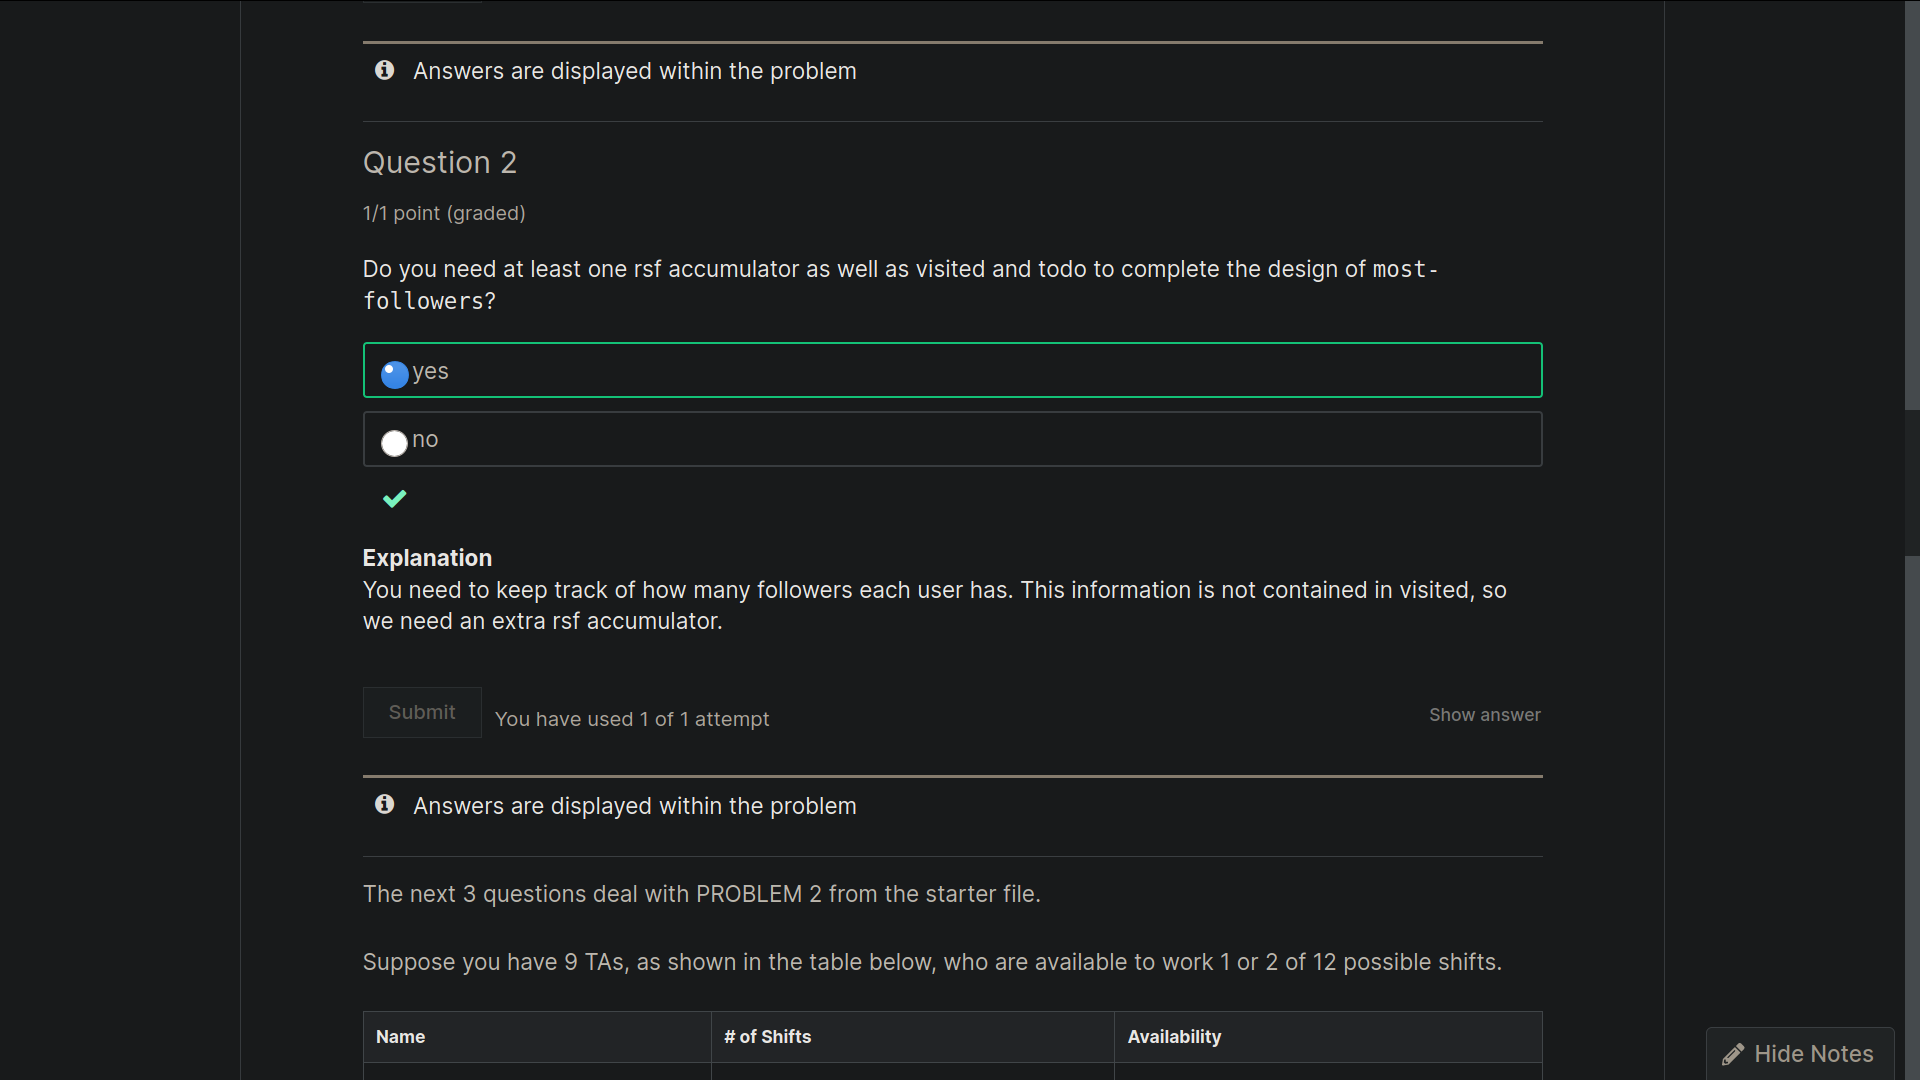 Answers are displayed within the problem
Question 2
1/1 point (graded)
Do you need at least one rsf accumulator as well as visited and todo to complete the design of most-
followers?
yes
no
Explanation
You need to keep track of how many followers each user has. This information is not contained in visited, so
we need an extra rsf accumulator.
Submit
You have used 1 of 1 attempt
Show answer
Answers are displayed within the problem
The next 3 questions deal with PROBLEM 2 from the starter file.
Suppose you have 9 TAs, as shown in the table below, who are available to work 1 or 2 of 12 possible shifts.
Name # of Shifts Availability
Hide Notes